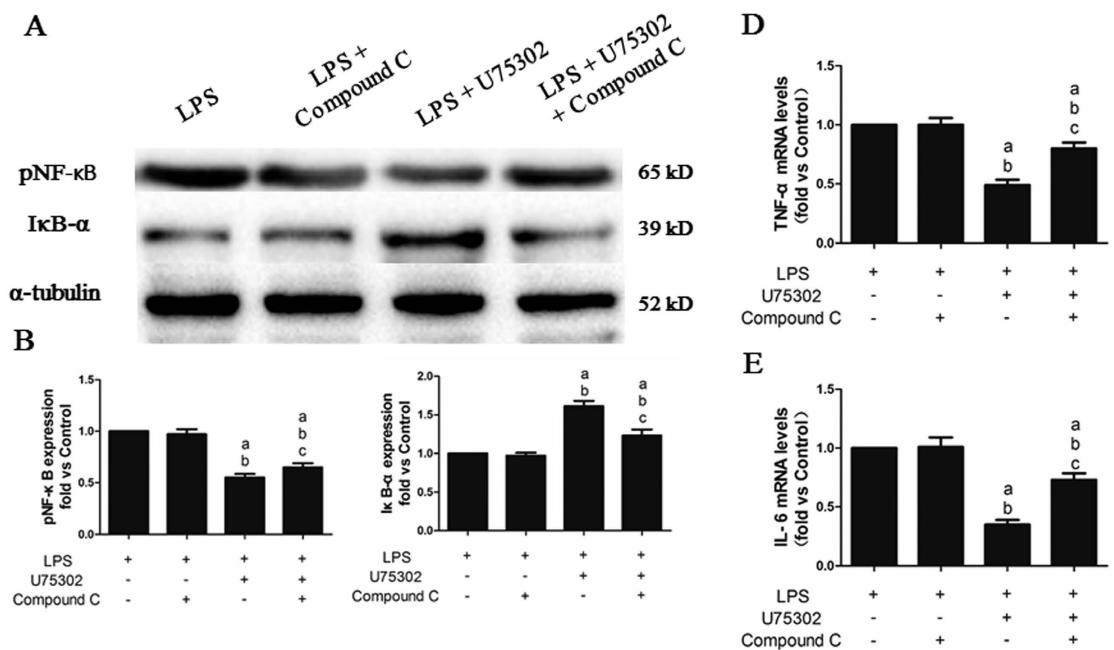 A
LPS
LPS +
Compound C
LPS + U75302
LPS + U75302
+ Compound C
pNF-κB
65 kD
IκB-α
39 kD
α-tubulin
52 kD
B
pNF-κ B expression
fold vs Control
1.5
1.0
0.5
0.0
a
b
a
b
c
LPS + + + +
U75302 - - + +
Compound C - + - +
Iκ B-α expression
fold vs Control
2.0
1.5
1.0
0.5
0.0
a
b
a
b
c
LPS + + + +
U75302 - - + +
Compound C - + - +
D
TNF-α mRNA levels
(fold vs Control)
1.5
1.0
0.5
0.0
a
b
a
b
c
LPS + + + +
U75302 - - + +
Compound C - + - +
E
IL-6 mRNA levels
(fold vs Control)
1.5
1.0
0.5
0.0
a
b
a
b
c
LPS + + + +
U75302 - - + +
Compound C - + - +